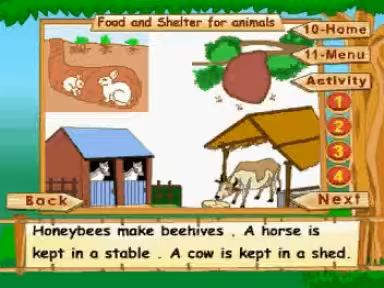 Food and Shelter for animals
10-Home
11-Menu
Activity
1
2
3
4
Back
Next
Honeybees make beehives . A horse is
kept in a stable . A cow is kept in a shed.